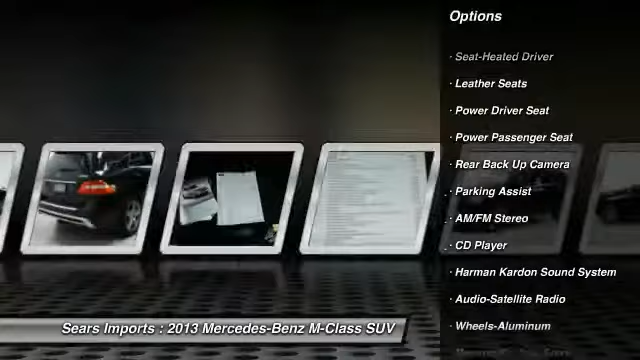 Options
· Seat-Heated Driver
· Leather Seats
· Power Driver Seat
· Power Passenger Seat
· Rear Back Up Camera
· Parking Assist
· AM/FM Stereo
· CD Player
· Harman Kardon Sound System
· Audio-Satellite Radio
· Wheels-Aluminum
Sears Imports : 2013 Mercedes-Benz M-Class SUV